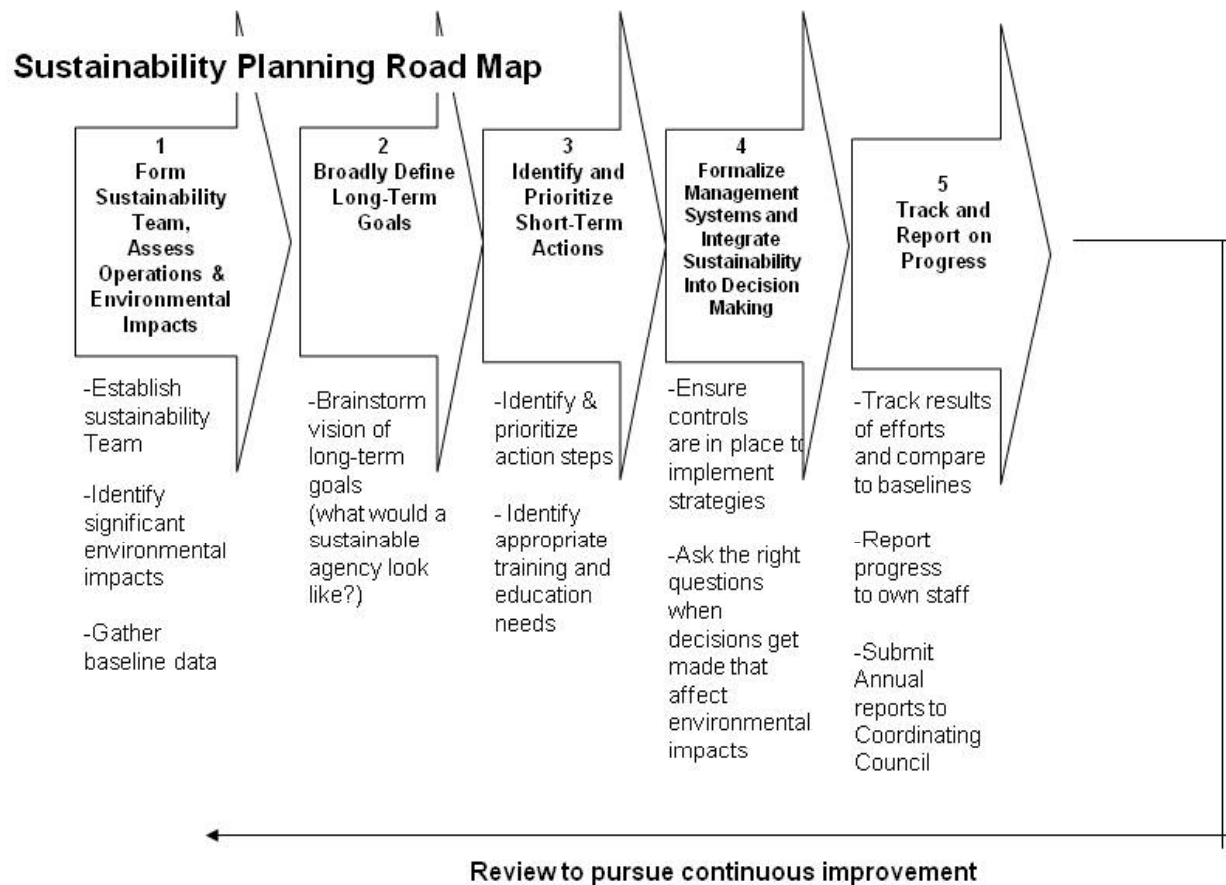 Sustainability Planning Road Map
1
Form
Sustainability
Team,
Assess
Operations &
Environmental
Impacts
-Establish
sustainability
Team
-Identify
significant
environmental
impacts
-Gather
baseline data
2
Broadly Define
Long-Term
Goals
-Brainstorm
vision of
long-term
goals
(what would a
sustainable
agency look
like?)
3
Identify and
Prioritize
Short-Term
Actions
-Identify &
prioritize
action steps
- Identify
appropriate
training and
education
needs
4
Formalize
Management
Systems and
Integrate
Sustainability
Into Decision
Making
-Ensure
controls
are in place to
implement
strategies
-Ask the right
questions
when
decisions get
made that
affect
environmental
impacts
5
Track and
Report on
Progress
-Track results
of efforts
and compare
to baselines
-Report
progress
to own staff
-Submit
Annual
reports to
Coordinating
Council
Review to pursue continuous improvement